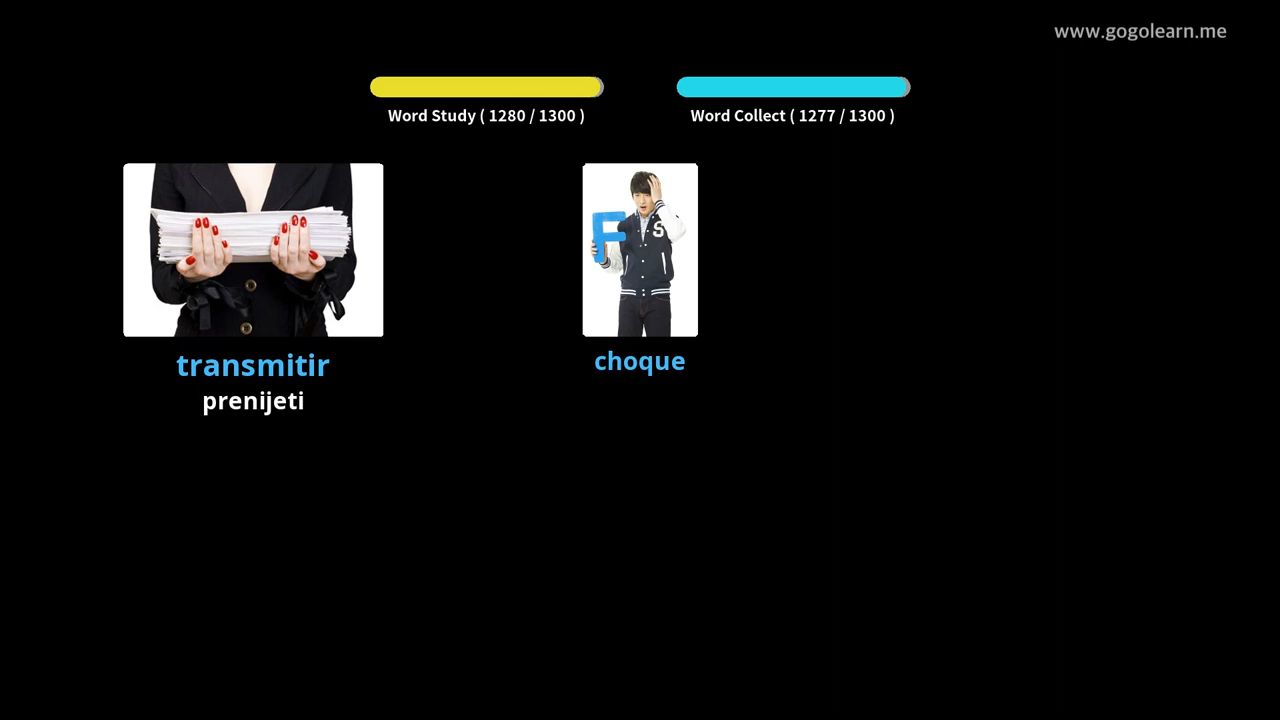 www.gogolearn.me
Word Study ( 1280 / 1300 )
Word Collect ( 1277 / 1300 )
F
S
transmitir
prenijeti
choque